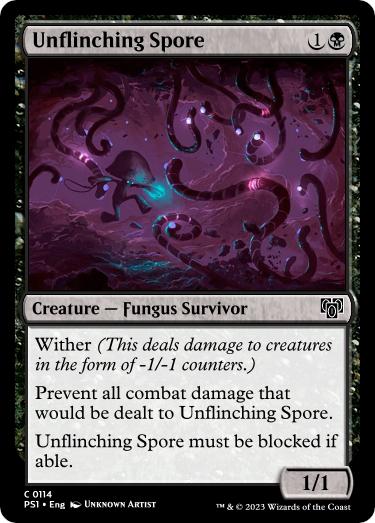 Unflinching Spore 1
Creature — Fungus Survivor
Wither (This deals damage to creatures
in the form of -1/-1 counters.)
Prevent all combat damage that
would be dealt to Unflinching Spore.
Unflinching Spore must be blocked if
able.
1/1
C 0114
PS1 • Eng Unknown Artist
™ & © 2023 Wizards of the Coast